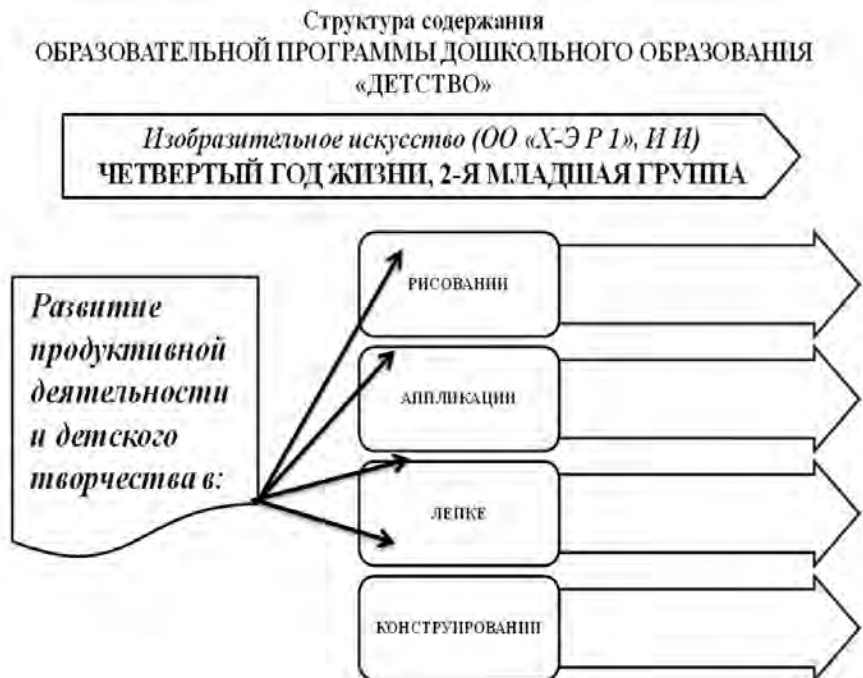 Структура содержания
ОБРАЗОВАТЕЛЬНОЙ ПРОГРАММЫ ДОШКОЛЬНОГО ОБРАЗОВАНИЯ
«ДЕТСТВО»
Изобразительное искусство (ОО «Х-Э Р 1», И И)
ЧЕТВЕРТЫЙ ГОД ЖИЗНИ, 2-Я МЛАДШАЯ ГРУППА
Развитие
продуктивной
деятельности
и детского
творчества в:
РИСОВАНИИ
АППЛИКАЦИИ
ЛЕПКЕ
КОНСТРУИРОВАНИИ